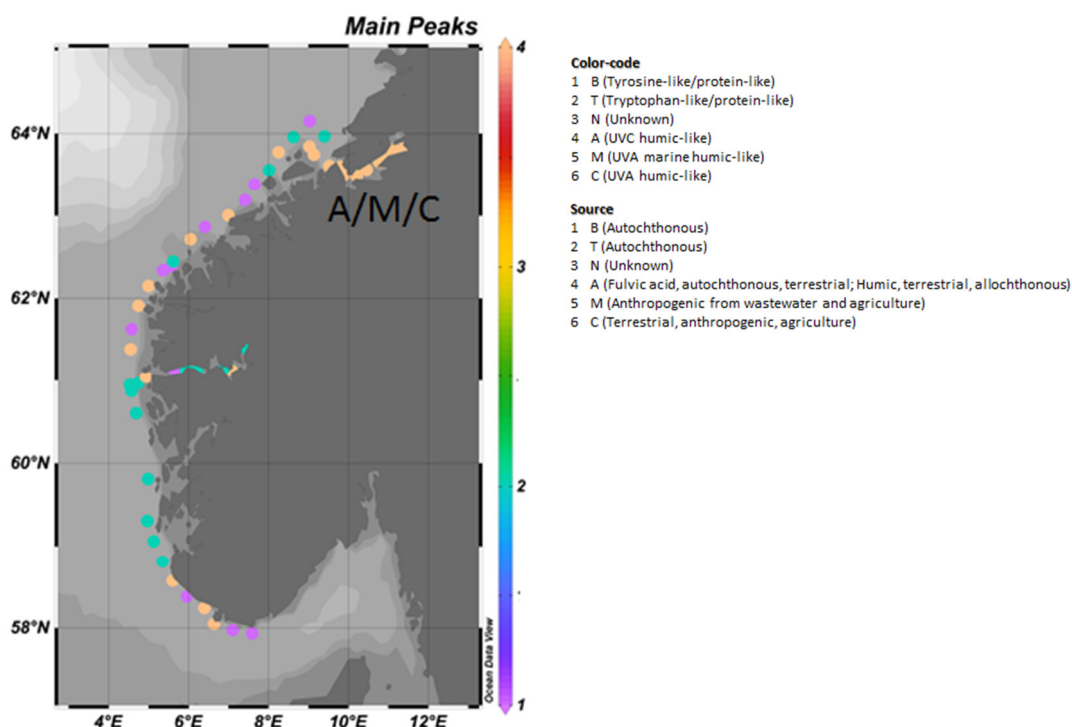 Main Peaks
4
64°N
A/M/C
3
62°N
60°N
2
58°N
Ocean Data View
1
4°E 6°E 8°E 10°E 12°E
Color-code
1 B (Tyrosine-like/protein-like)
2 T (Tryptophan-like/protein-like)
3 N (Unknown)
4 A (UVC humic-like)
5 M (UVA marine humic-like)
6 C (UVA humic-like)
Source
1 B (Autochthonous)
2 T (Autochthonous)
3 N (Unknown)
4 A (Fulvic acid, autochthonous, terrestrial; Humic, terrestrial, allochthonous)
5 M (Anthropogenic from wastewater and agriculture)
6 C (Terrestrial, anthropogenic, agriculture)